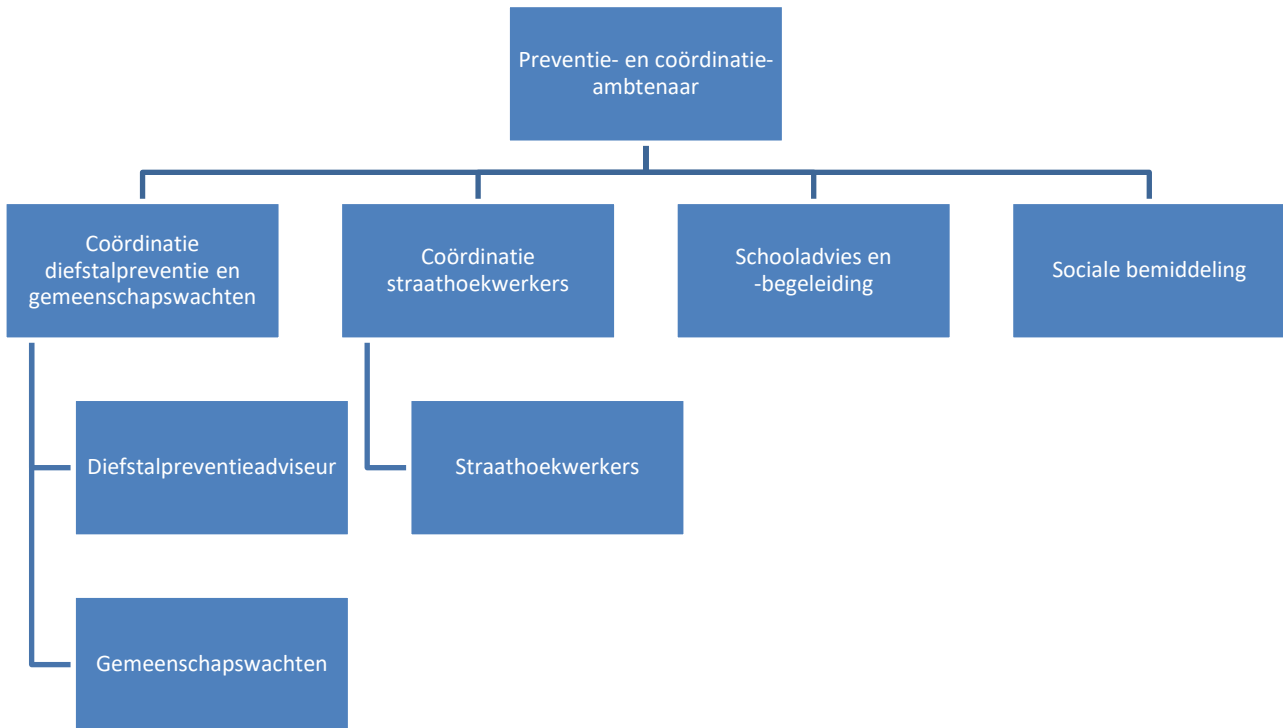 Preventie- en coördinatie-
ambtenaar
Coördinatie
diefstalpreventie en
gemeenschapswachten
Coördinatie
straathoekwerkers
Schooladvies en
-begeleiding
Sociale bemiddeling
Diefstalpreventieadviseur
Straathoekwerkers
Gemeenschapswachten